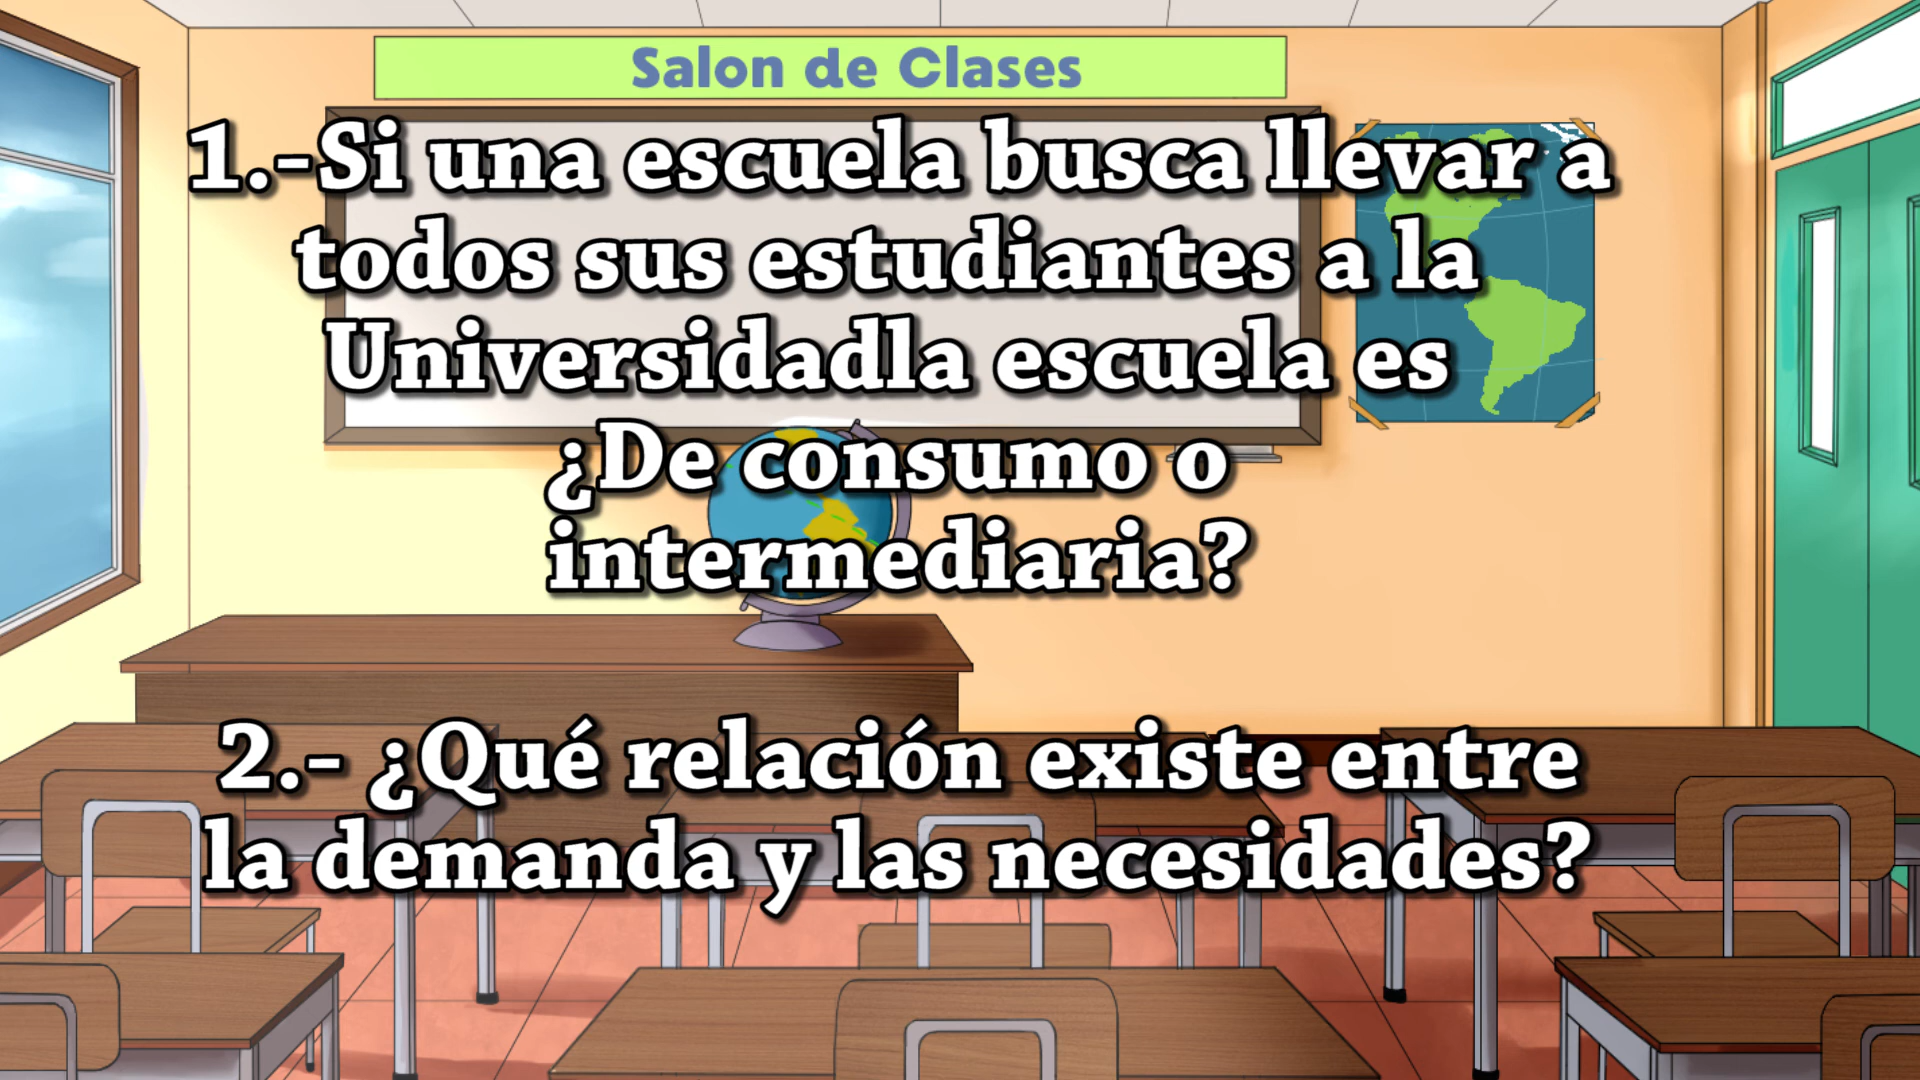 Salon de Clases
1.-Si una escuela busca llevar a
todos sus estudiantes a la
Universidadla escuela es
¿De consumo o
intermediaria?
2.- ¿Qué relación existe entre
la demanda y las necesidades?